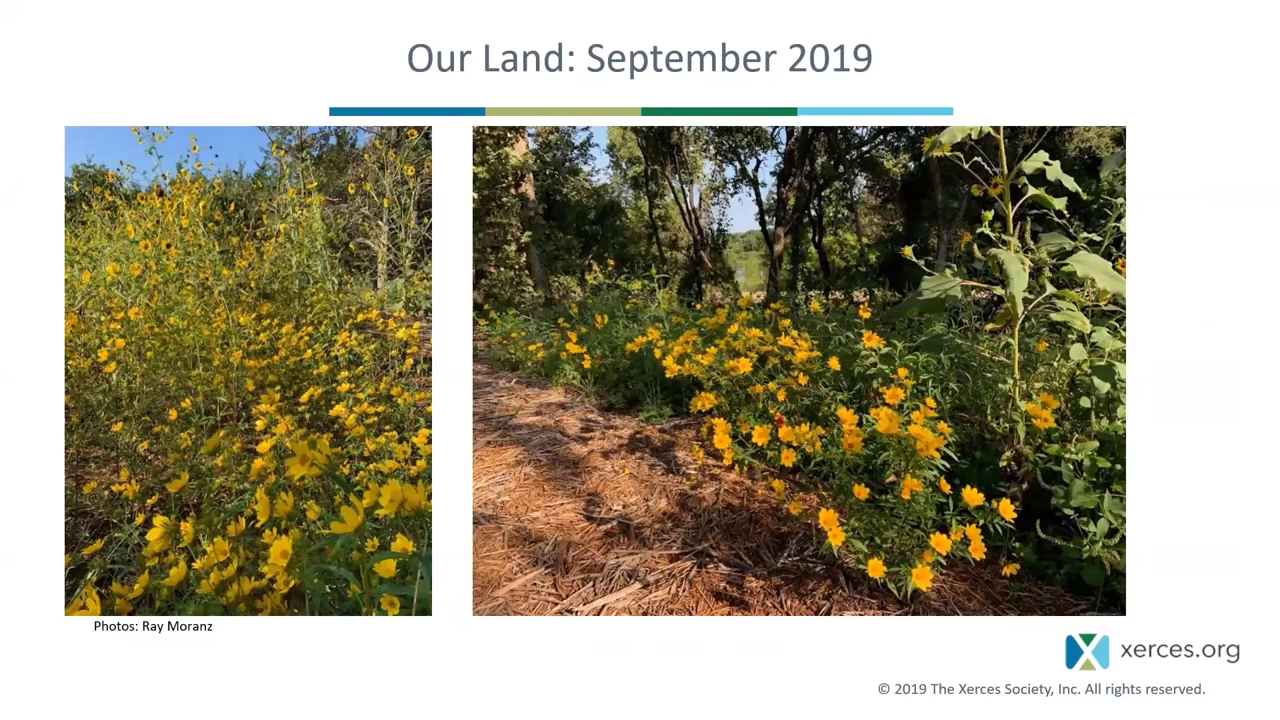 Our Land: September 2019
Photos: Ray Moranz
xerces.org
© 2019 The Xerces Society, Inc. All rights reserved.